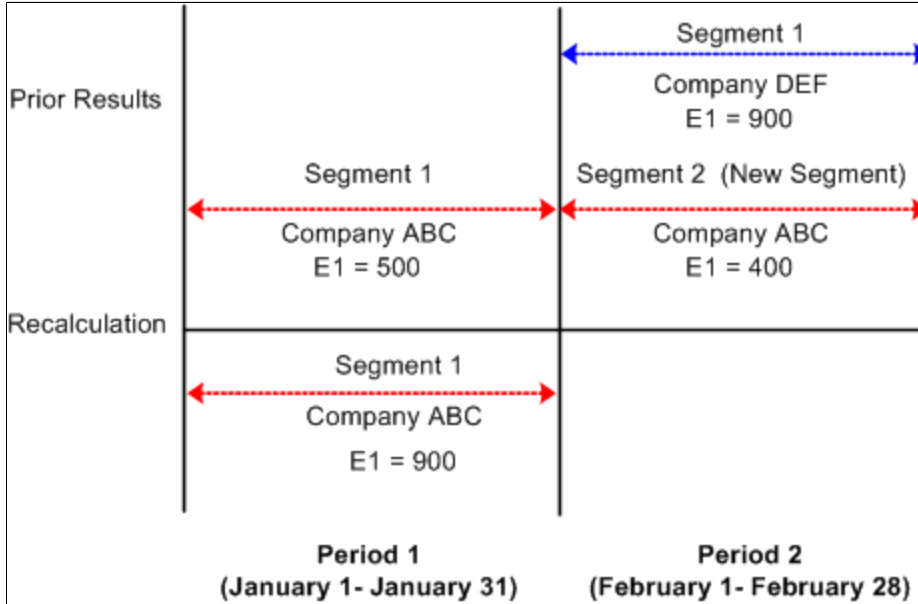 Segment 1
Prior Results
Company DEF
E1 = 900
Segment 1
Segment 2 (New Segment)
Company ABC
E1 = 500
Company ABC
E1 = 400
Recalculation
Segment 1
Company ABC
E1 = 900
Period 1
(January 1- January 31)
Period 2
(February 1- February 28)